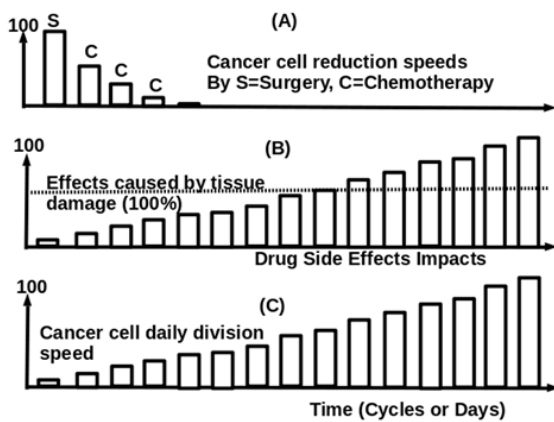 (A)
100
S
C
C
C
Cancer cell reduction speeds
By S=Surgery, C=Chemotherapy
100
(B)
Effects caused by tissue
damage (100%)
Drug Side Effects Impacts
100
(C)
Cancer cell daily division
speed
Time (Cycles or Days)